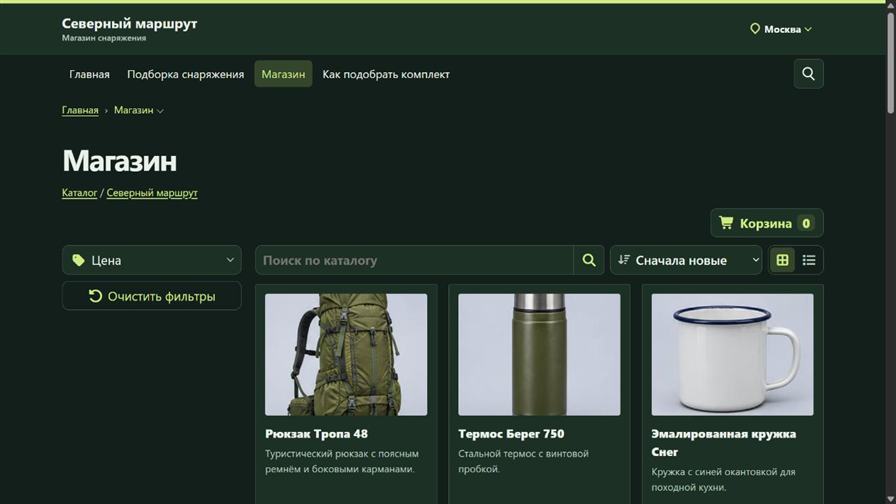 Северный маршрут
Магазин снаряжения
Москва
Главная
Подборка снаряжения
Магазин
Как подобрать комплект
Главная › Магазин
Магазин
Каталог / Северный маршрут
Корзина 0
Цена
Поиск по каталогу
Сначала новые
Очистить фильтры
Рюкзак Тропа 48
Туристический рюкзак с поясным
ремнём и боковыми карманами.
Термос Берег 750
Стальной термос с винтовой
пробкой.
Эмалированная кружка
Снег
Кружка с синей окантовкой для
походной кухни.